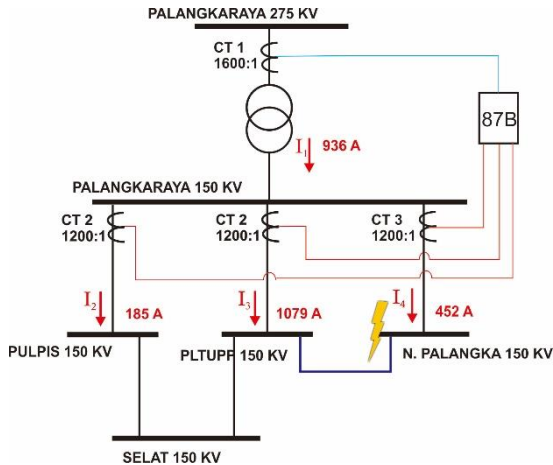 PALANGKARAYA 275 KV
CT 1
1600:1
87B
I1 936 A
PALANGKARAYA 150 KV
CT 2
1200:1
CT 2
1200:1
CT 3
1200:1
I2 185 A
I3 1079 A
I4 452 A
PULPIS 150 KV
PLTUPP 150 KV
N. PALANGKA 150 KV
SELAT 150 KV